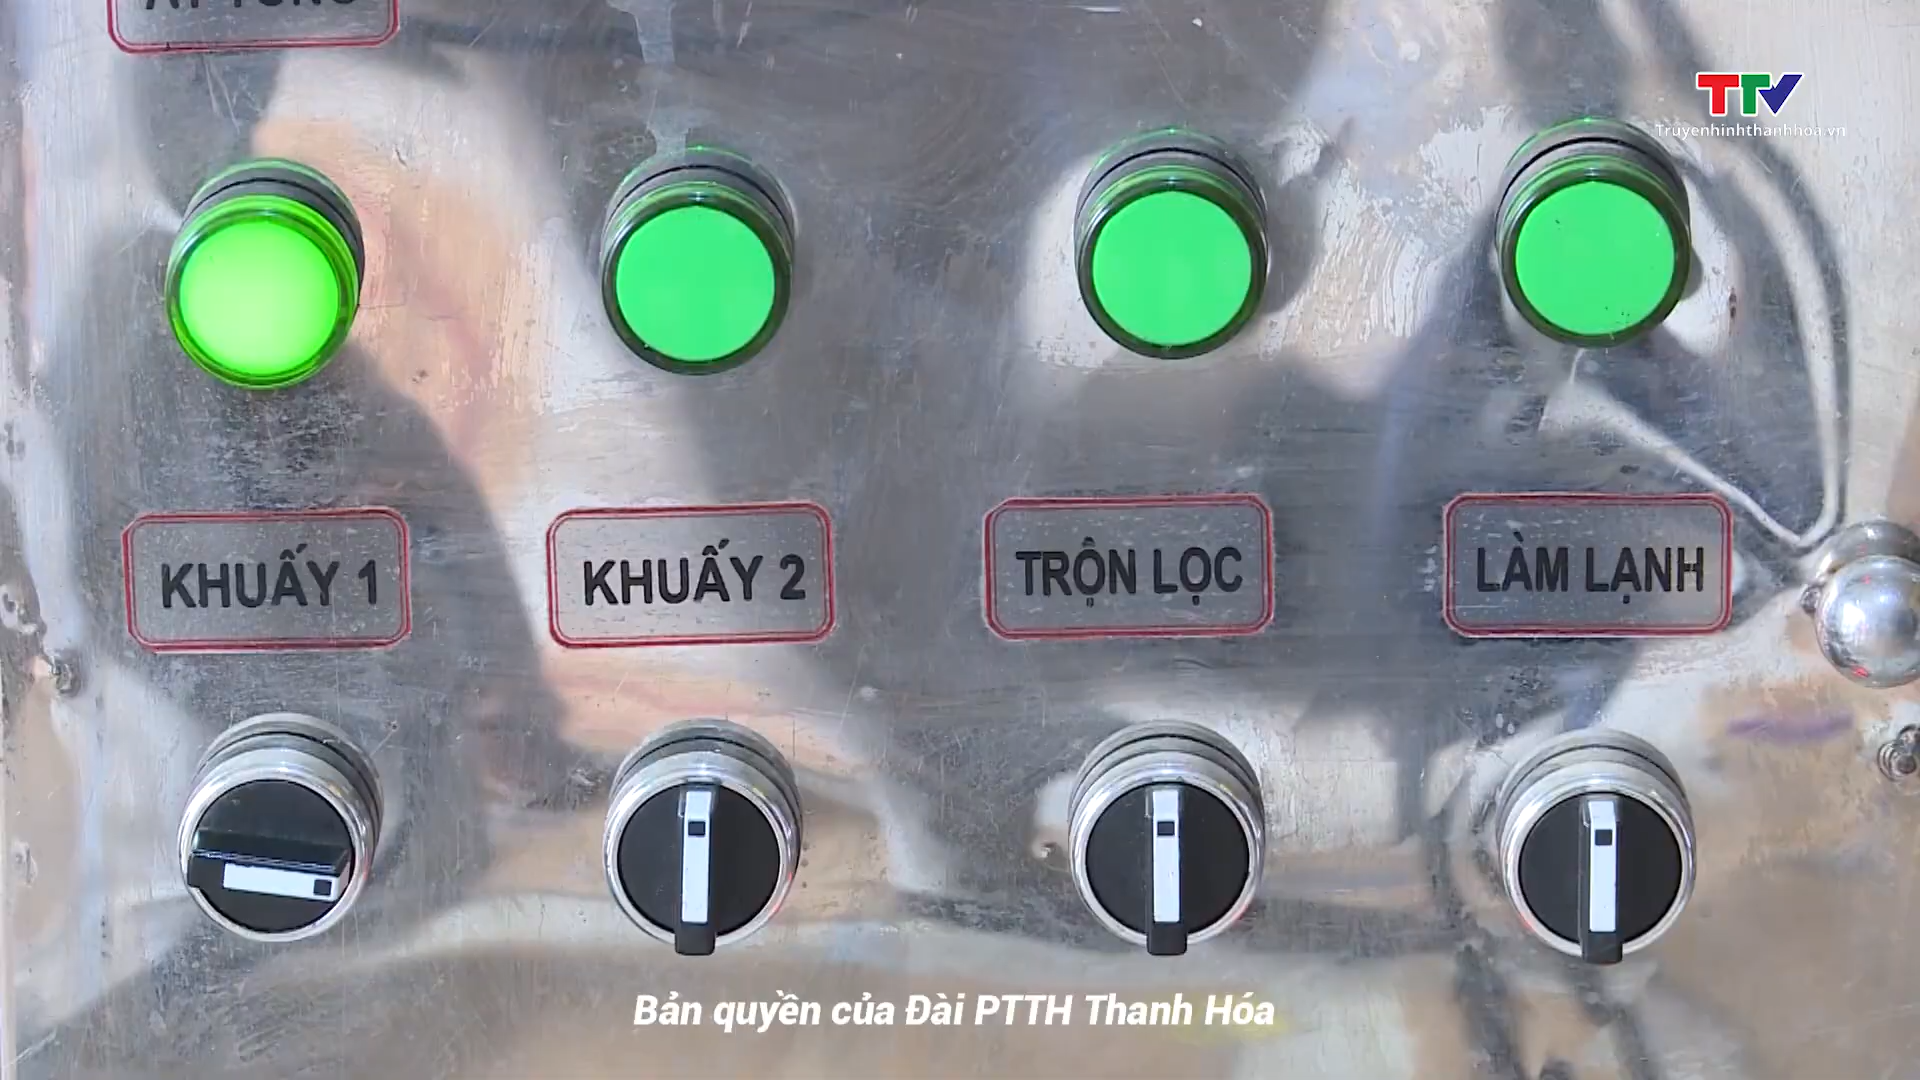 TTV
Truyenhinhthanhhoa.vn
KHUẤY 1
KHUẤY 2
TRỘN LỌC
LÀM LẠNH
Bản quyền của Đài PTTH Thanh Hóa